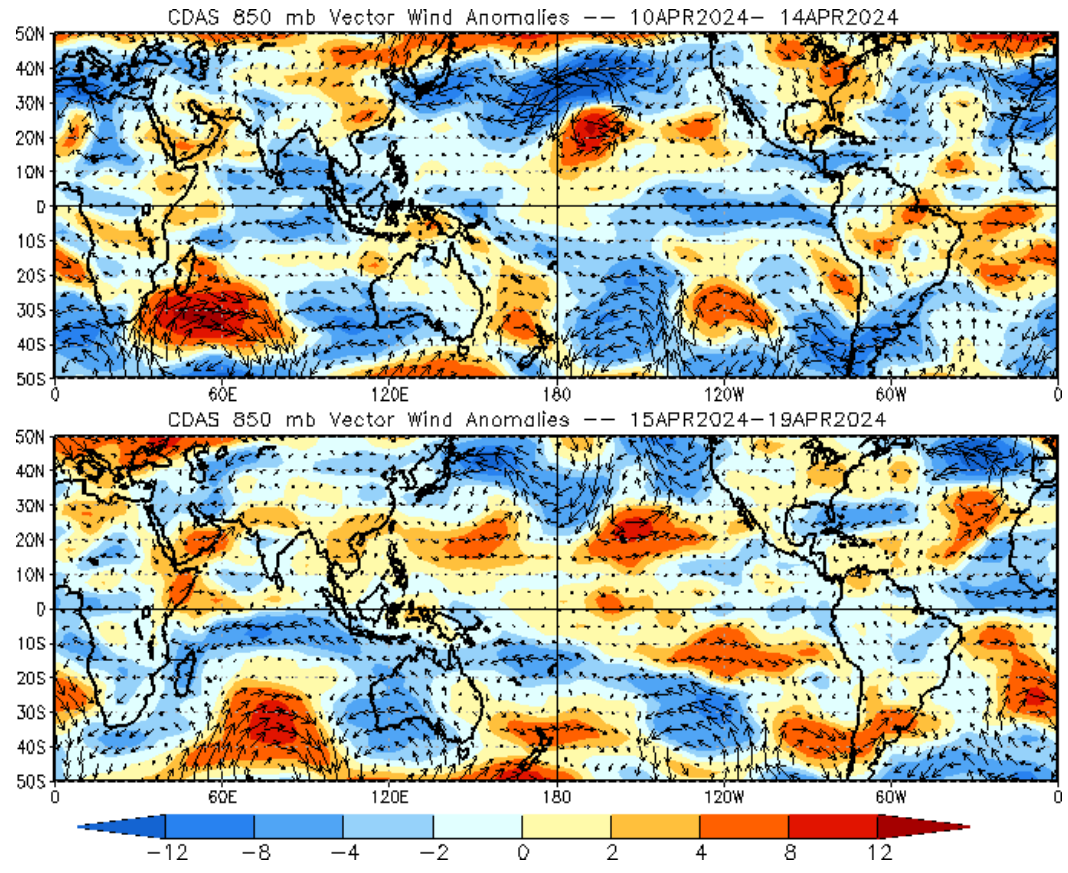 CDAS 850 mb Vector Wind Anomalies -- 10APR2024- 14APR2024
50N
40N
30N
20N
10N
0
10S
20S
30S
40S
50S
0 60E 120E 180 120W 60W 0
CDAS 850 mb Vector Wind Anomalies -- 15APR2024-19APR2024
50N
40N
30N
20N
10N
0
10S
20S
30S
40S
50S
0 60E 120E 180 120W 60W 0
-12 -8 -4 -2 0 2 4 8 12